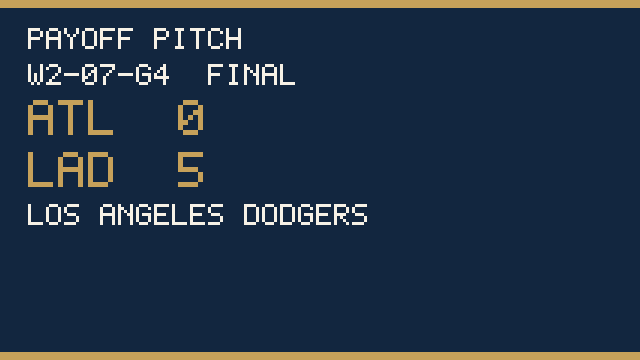 PAYOFF PITCH
W2-07-G4  FINAL
ATL  0
LAD  5
LOS ANGELES DODGERS